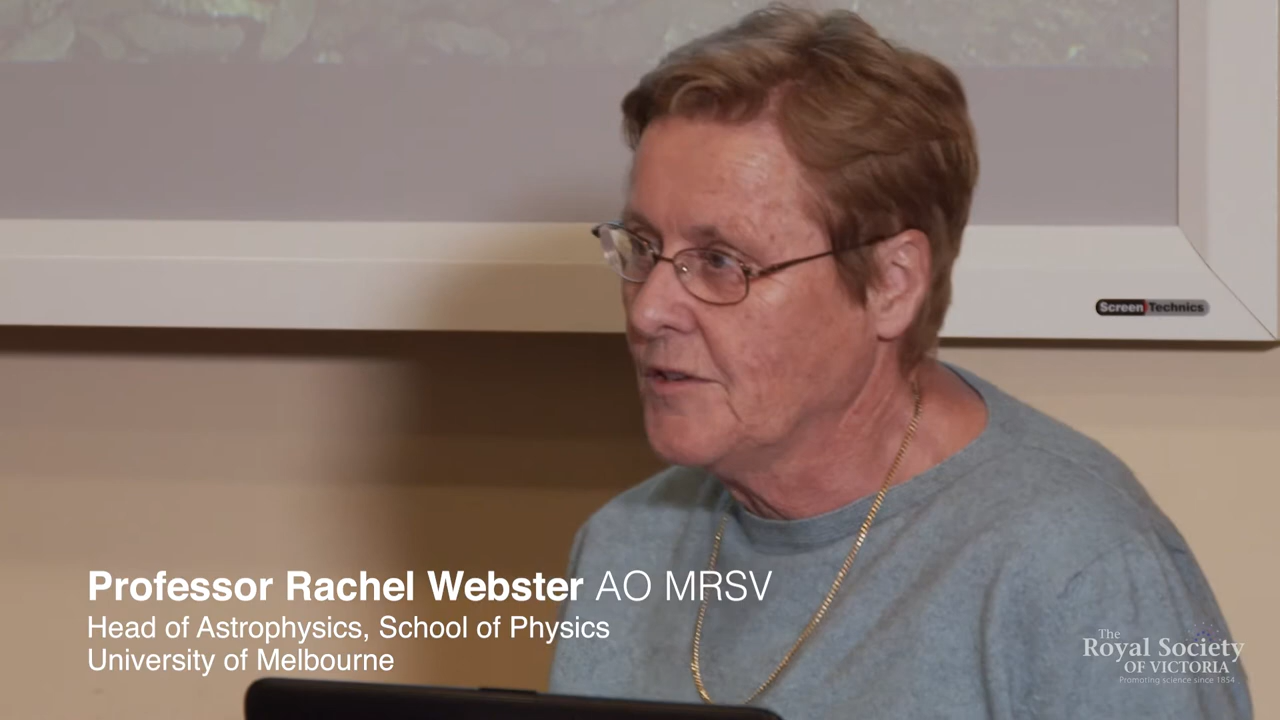 ScreenTechnics
Professor Rachel Webster AO MRSV
Head of Astrophysics, School of Physics
University of Melbourne
The
Royal Society
OF VICTORIA
Promoting science since 1854